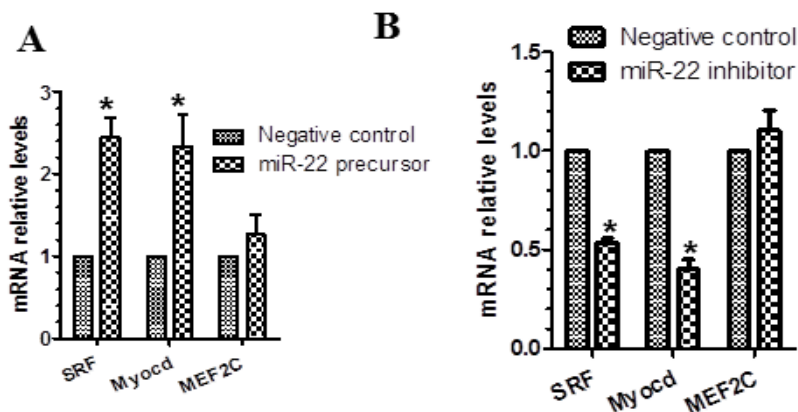 A
mRNA relative levels
3
2
1
0
*
*
Negative control
miR-22 precursor
SRF
Myocd
MEF2C
B
mRNA relative levels
1.5
1.0
0.5
0.0
Negative control
miR-22 inhibitor
*
*
SRF
Myocd
MEF2C